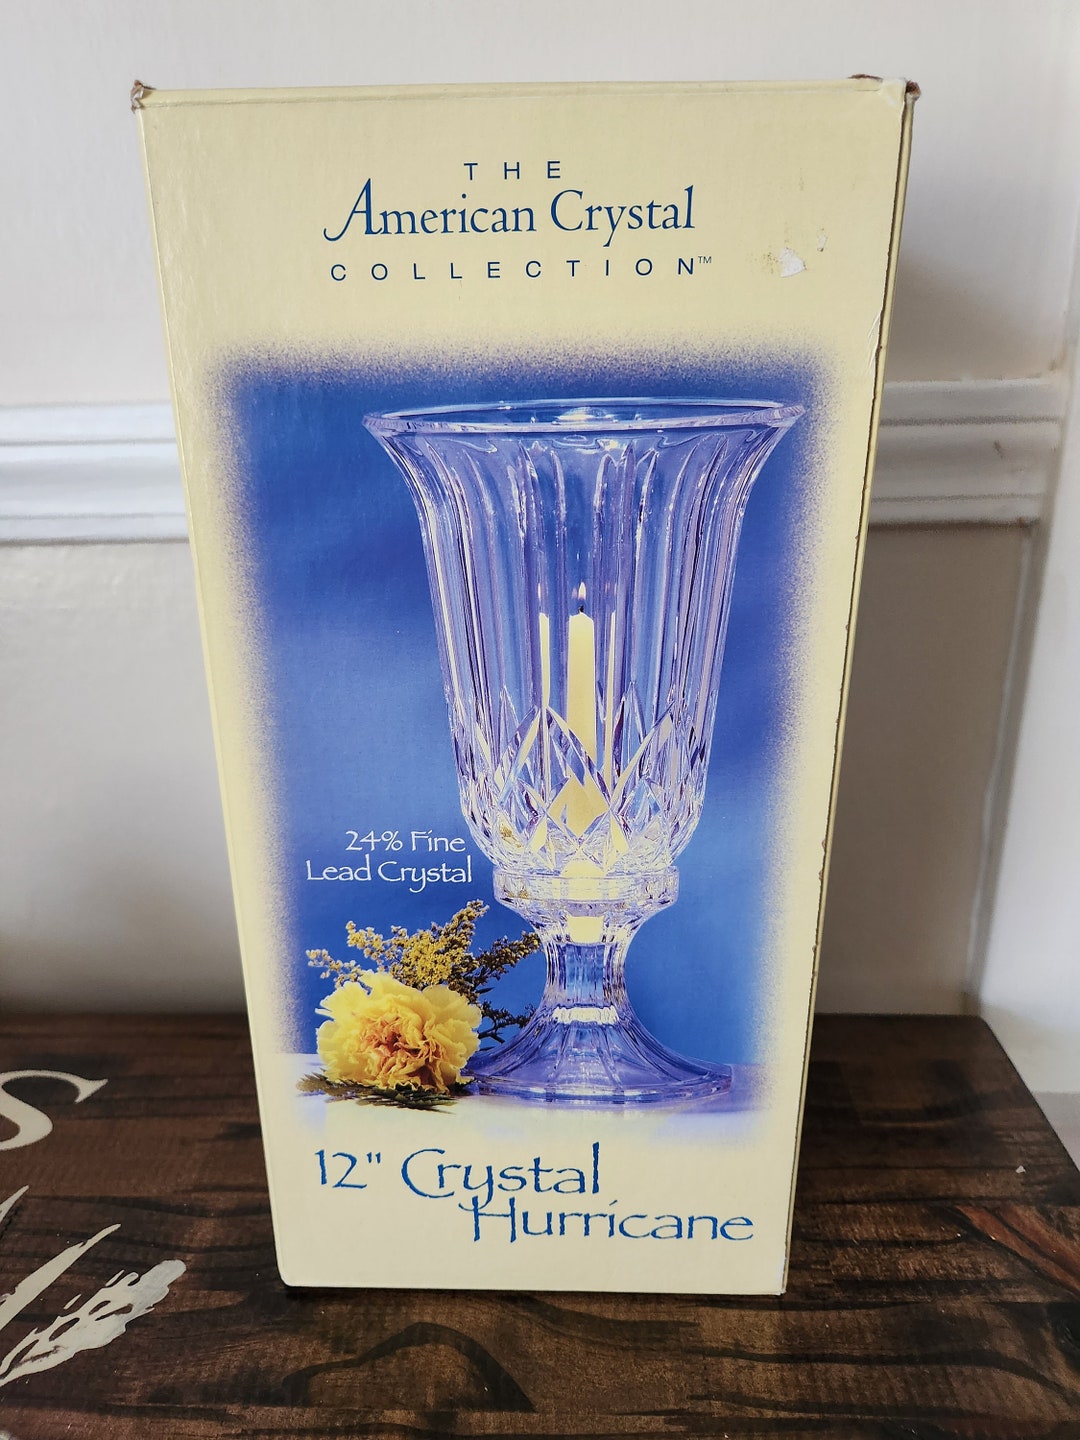 THE
American Crystal
COLLECTION™
24% Fine
Lead Crystal
12" Crystal
Hurricane